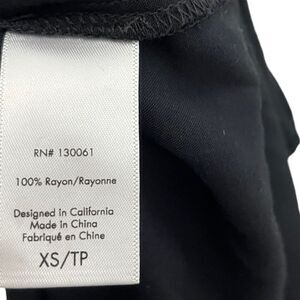 RN# 130061
100% Rayon/Rayonne
Designed in California
Made in China
Fabriqué en Chine
XS/TP